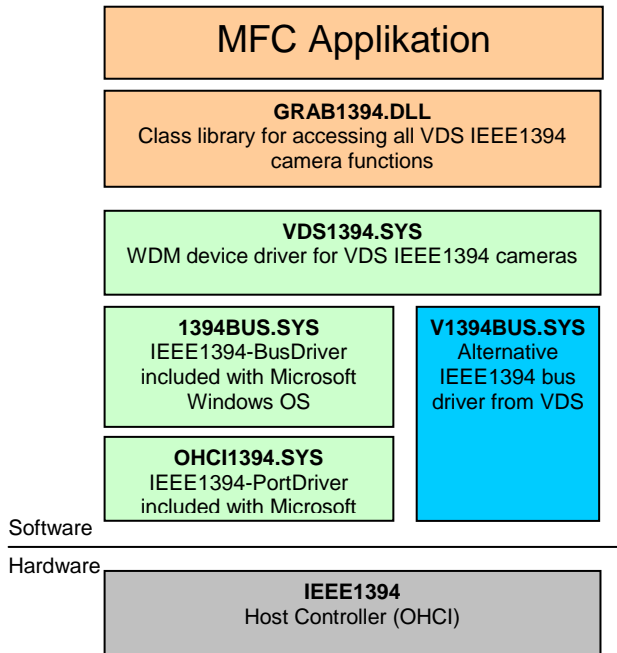 MFC Applikation
GRAB1394.DLL
Class library for accessing all VDS IEEE1394
camera functions
VDS1394.SYS
WDM device driver for VDS IEEE1394 cameras
1394BUS.SYS
IEEE1394-BusDriver
included with Microsoft
Windows OS
V1394BUS.SYS
Alternative
IEEE1394 bus
driver from VDS
OHCI1394.SYS
IEEE1394-PortDriver
included with Microsoft
Software
Hardware
IEEE1394
Host Controller (OHCI)